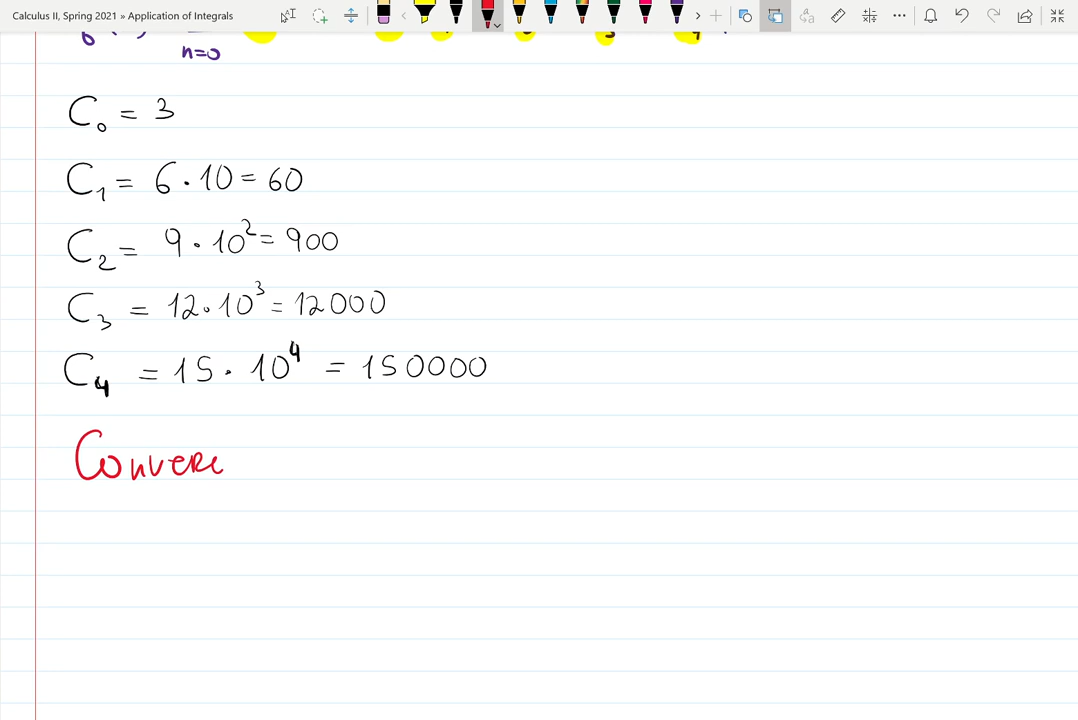 Calculus II, Spring 2021 » Application of Integrals
n=0
C₀ = 3
C₁ = 6 · 10 = 60
C₂ = 9 · 10² = 900
C₃ = 12 · 10³ = 12000
C₄ = 15 · 10⁴ = 150000